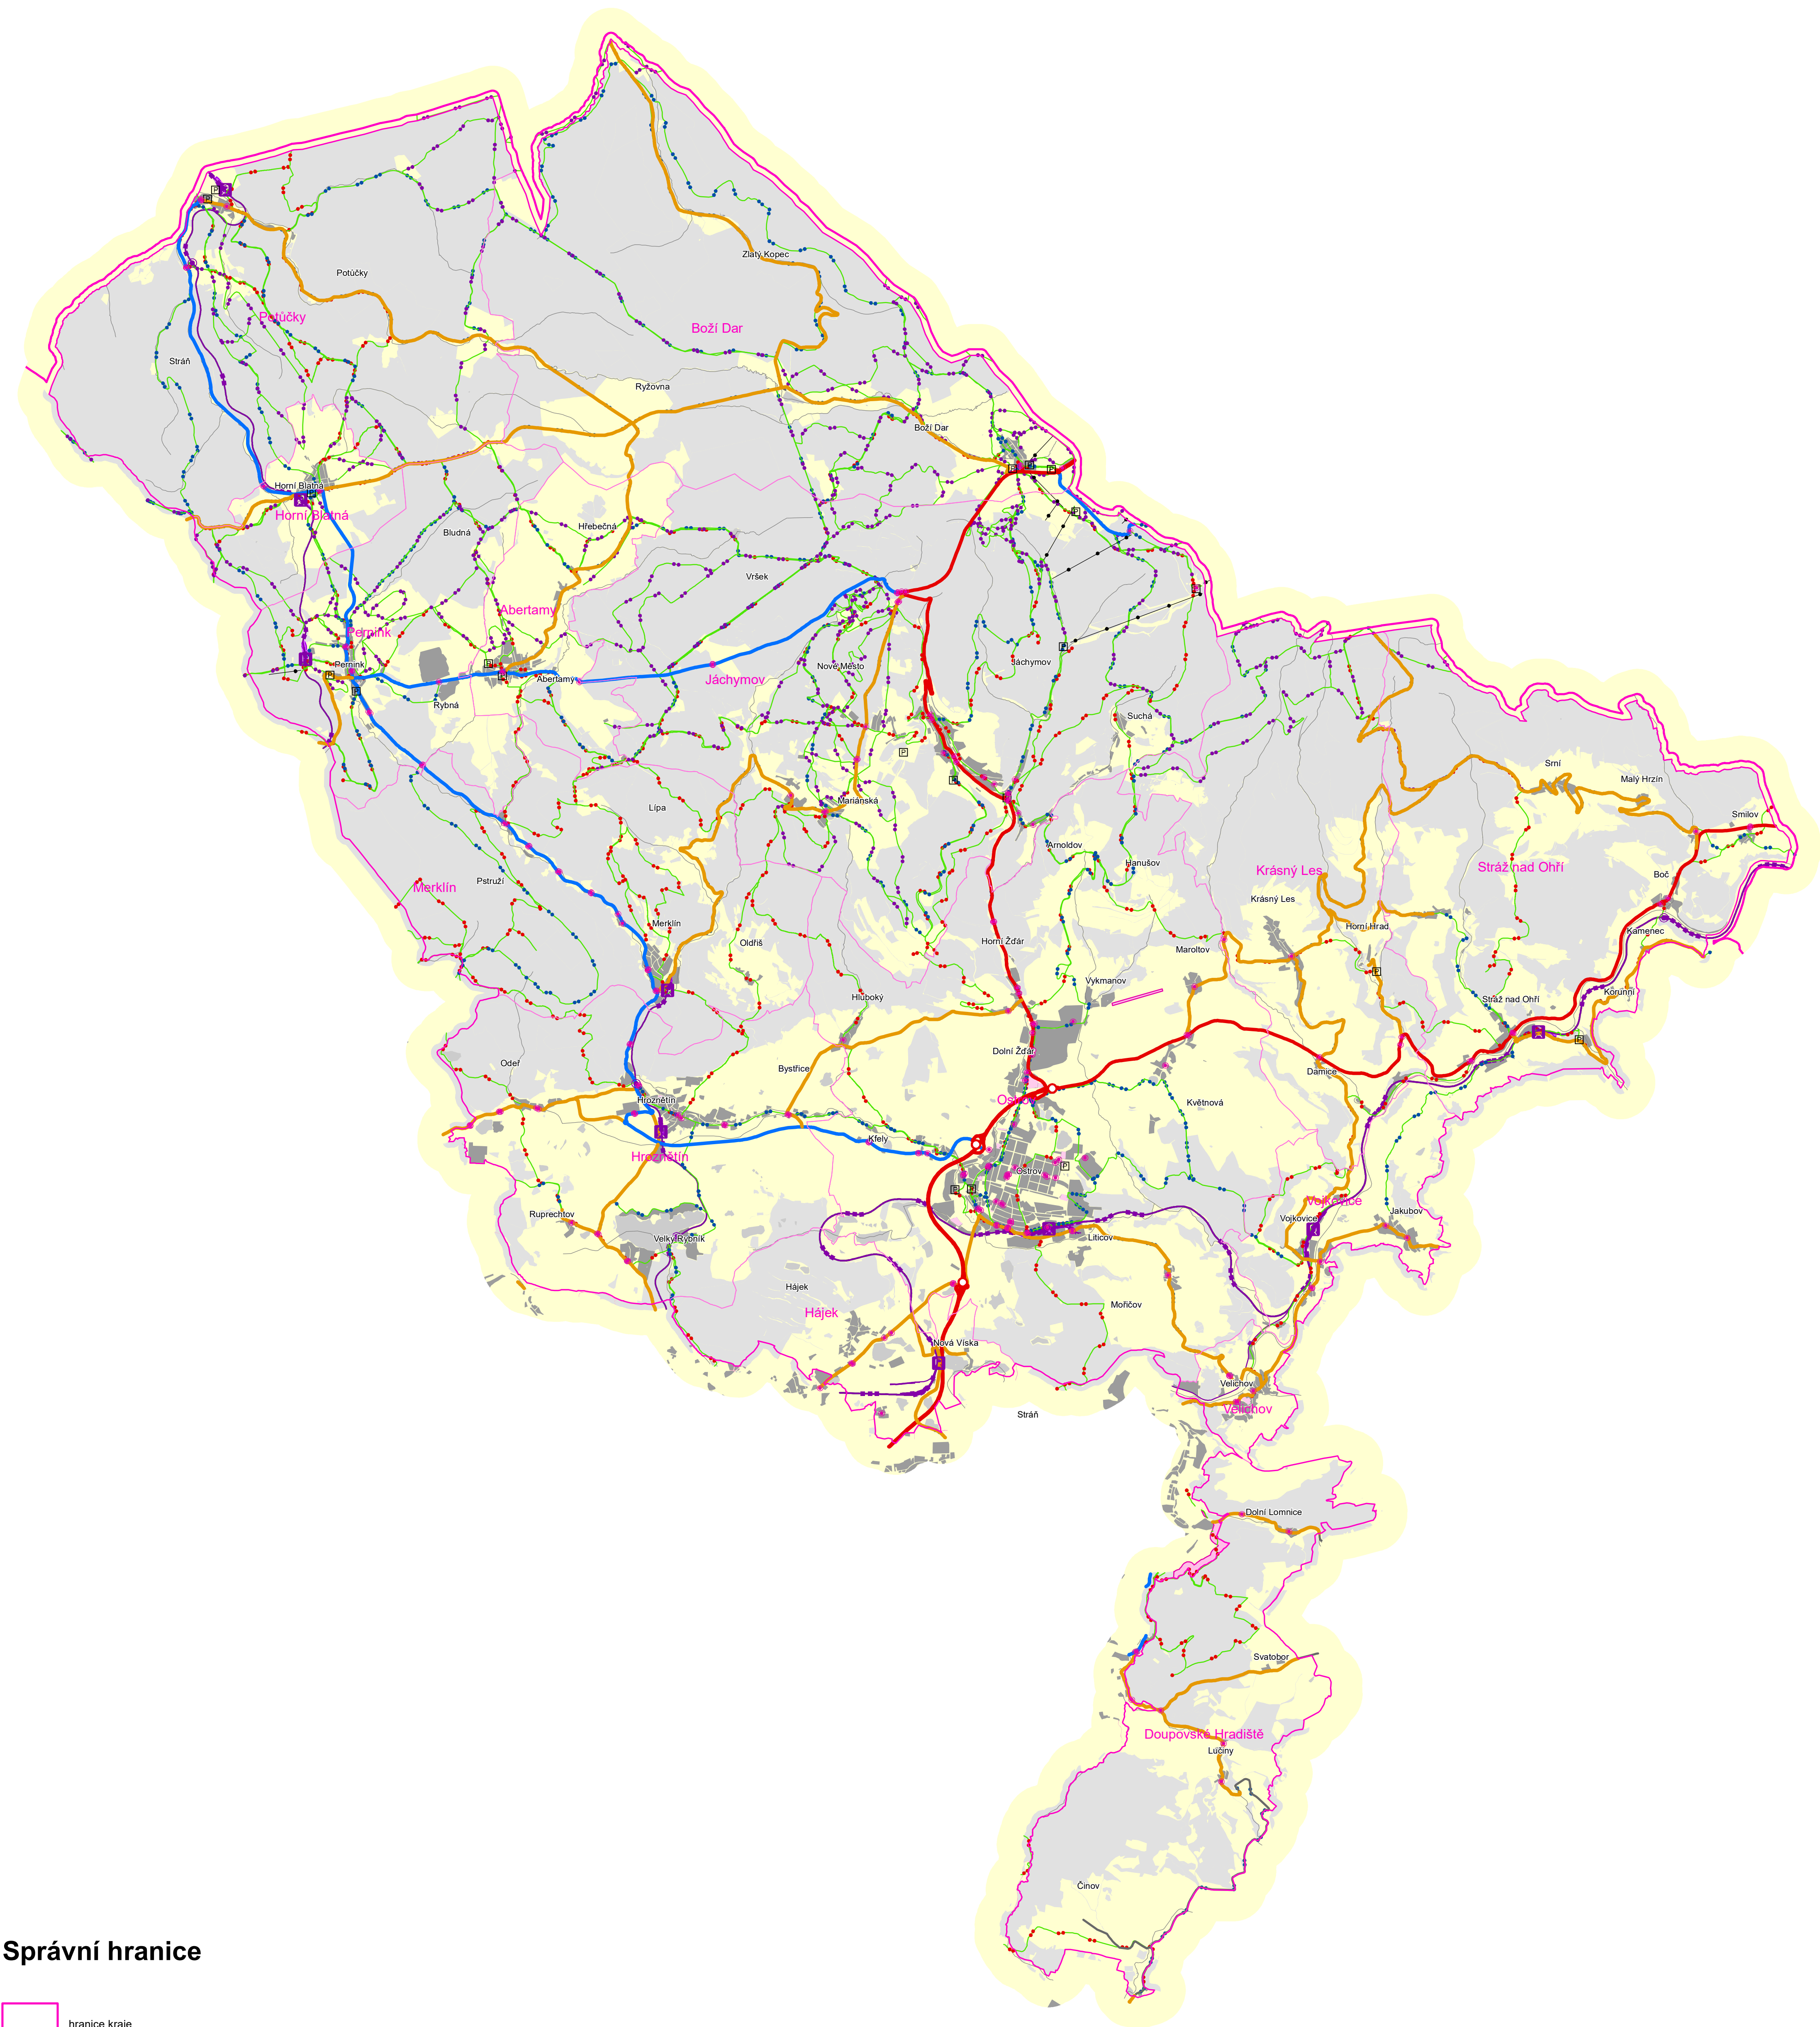 Zlatý Kopec
Potůčky
Potůčky
Boží Dar
Stráň
Ryžovna
Boží Dar
Horní Blatná
Horní Blatná
Hřebečná
Bludná
Vršek
Abertamy
Pernink
Pernink
Nové Město
Jáchymov
Abertamy
Jáchymov
Rybná
Suchá
Srní
Malý Hrzín
Mariánská
Lípa
Smilov
Arnoldov
Hanušov
Krásný Les
Stráž nad Ohří
Boč
Pstruží
Merklín
Krásný Les
Merklín
Horní Hrad
Kamenec
Oldřiš
Horní Žďár
Maroltov
Vykmanov
Korunní
Hluboký
Stráž nad Ohří
Dolní Žďár
Odeř
Bystřice
Damice
Hroznětín
Ostrov
Květnová
Kfely
Hroznětín
Ostrov
Vojkovice
Ruprechtov
Vojkovice
Jakubov
Velký Rybník
Liticov
Hájek
Mořičov
Hájek
Nová Víska
Velichov
Velichov
Stráň
Dolní Lomnice
Svatobor
Doupovské Hradiště
Lučiny
Činov
Správní hranice
hranice kraje